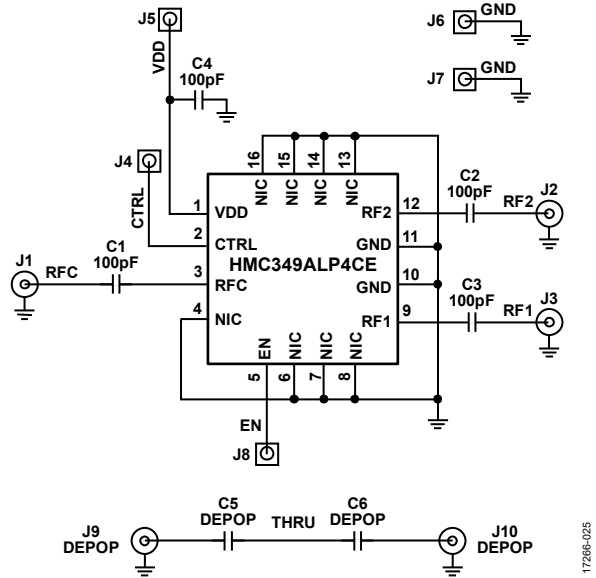 J5
VDD
C4
100pF
J6
GND
J7
GND
J4
CTRL
16
15
14
13
NIC
NIC
NIC
NIC
1
VDD
2
CTRL
3
RFC
4
NIC
HMC349ALP4CE
RF2
12
GND
11
GND
10
RF1
9
C2
100pF
RF2
J2
C3
100pF
RF1
J3
J1
RFC
C1
100pF
EN
NIC
NIC
NIC
5
6
7
8
EN
J8
J9
DEPOP
C5
DEPOP
THRU
C6
DEPOP
J10
DEPOP
17266-025